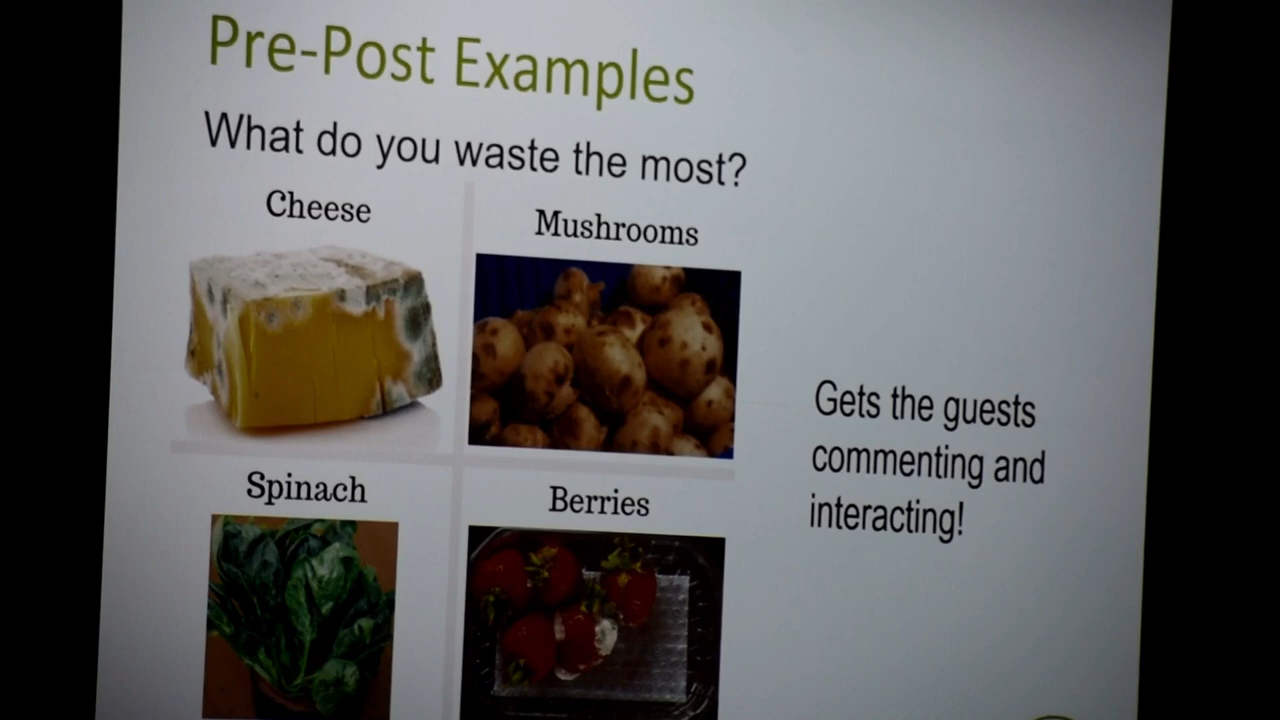 Pre-Post Examples
What do you waste the most?
Cheese
Mushrooms
Gets the guests
commenting and
interacting!
Spinach
Berries